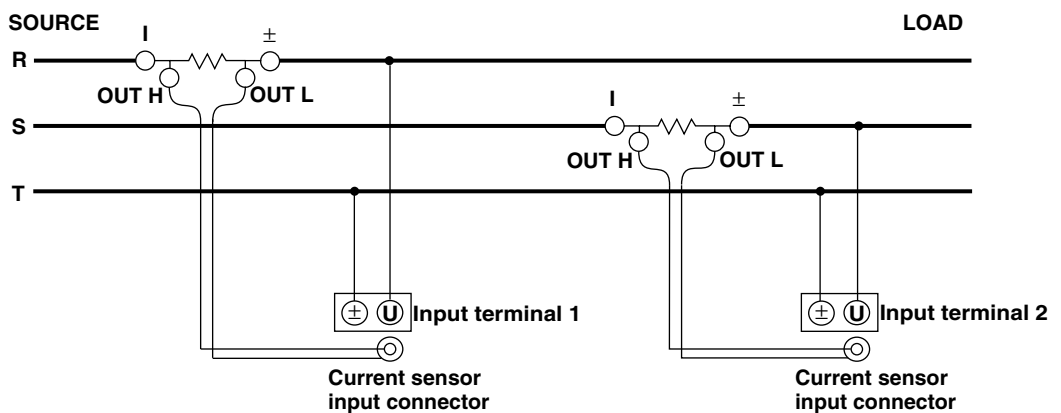 SOURCE
LOAD
I
±
R
OUT H
OUT L
I
±
S
OUT H
OUT L
T
±
U
Input terminal 1
±
U
Input terminal 2
Current sensor
input connector
Current sensor
input connector